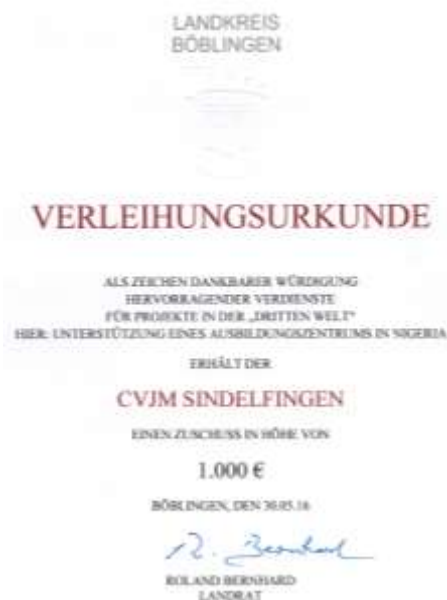 LANDKREIS
BÖBLINGEN
VERLEIHUNGSURKUNDE
ALS ZEICHEN DANKBARER WÜRDIGUNG
HERVORRAGENDER VERDIENSTE
FÜR PROJEKTE IN DER „DRITTEN WELT“
HIER: UNTERSTÜTZUNG EINES AUSBILDUNGSZENTRUMS IN NIGERIA
ERHÄLT DER
CVJM SINDELFINGEN
EINEN ZUSCHUSS IN HÖHE VON
1.000 €
BÖBLINGEN, DEN 30.05.16
R. Bernhard
ROLAND BERNHARD
LANDRAT